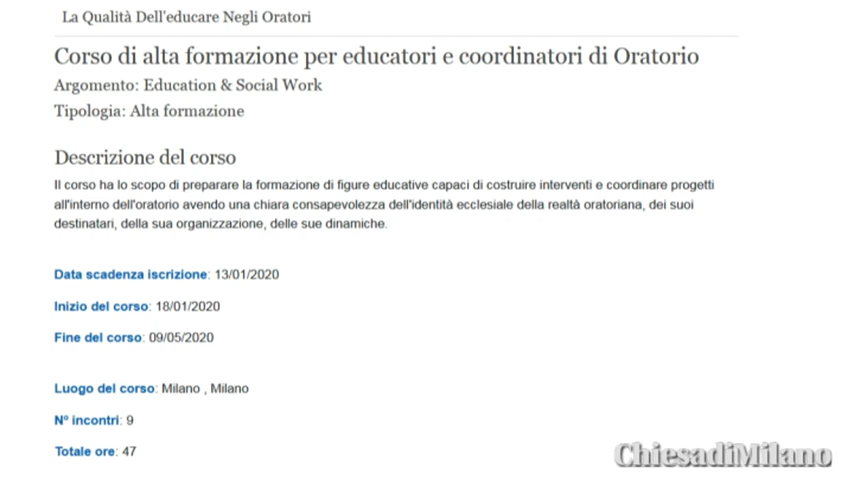 La Qualità Dell'educare Negli Oratori
Corso di alta formazione per educatori e coordinatori di Oratorio
Argomento: Education & Social Work
Tipologia: Alta formazione
Descrizione del corso
Il corso ha lo scopo di preparare la formazione di figure educative capaci di costruire interventi e coordinare progetti
all'interno dell'oratorio avendo una chiara consapevolezza dell'identità ecclesiale della realtà oratoriana, dei suoi
destinatari, della sua organizzazione, delle sue dinamiche.
Data scadenza iscrizione: 13/01/2020
Inizio del corso: 18/01/2020
Fine del corso: 09/05/2020
Luogo del corso: Milano , Milano
N° incontri: 9
Totale ore: 47
ChiesadiMilano